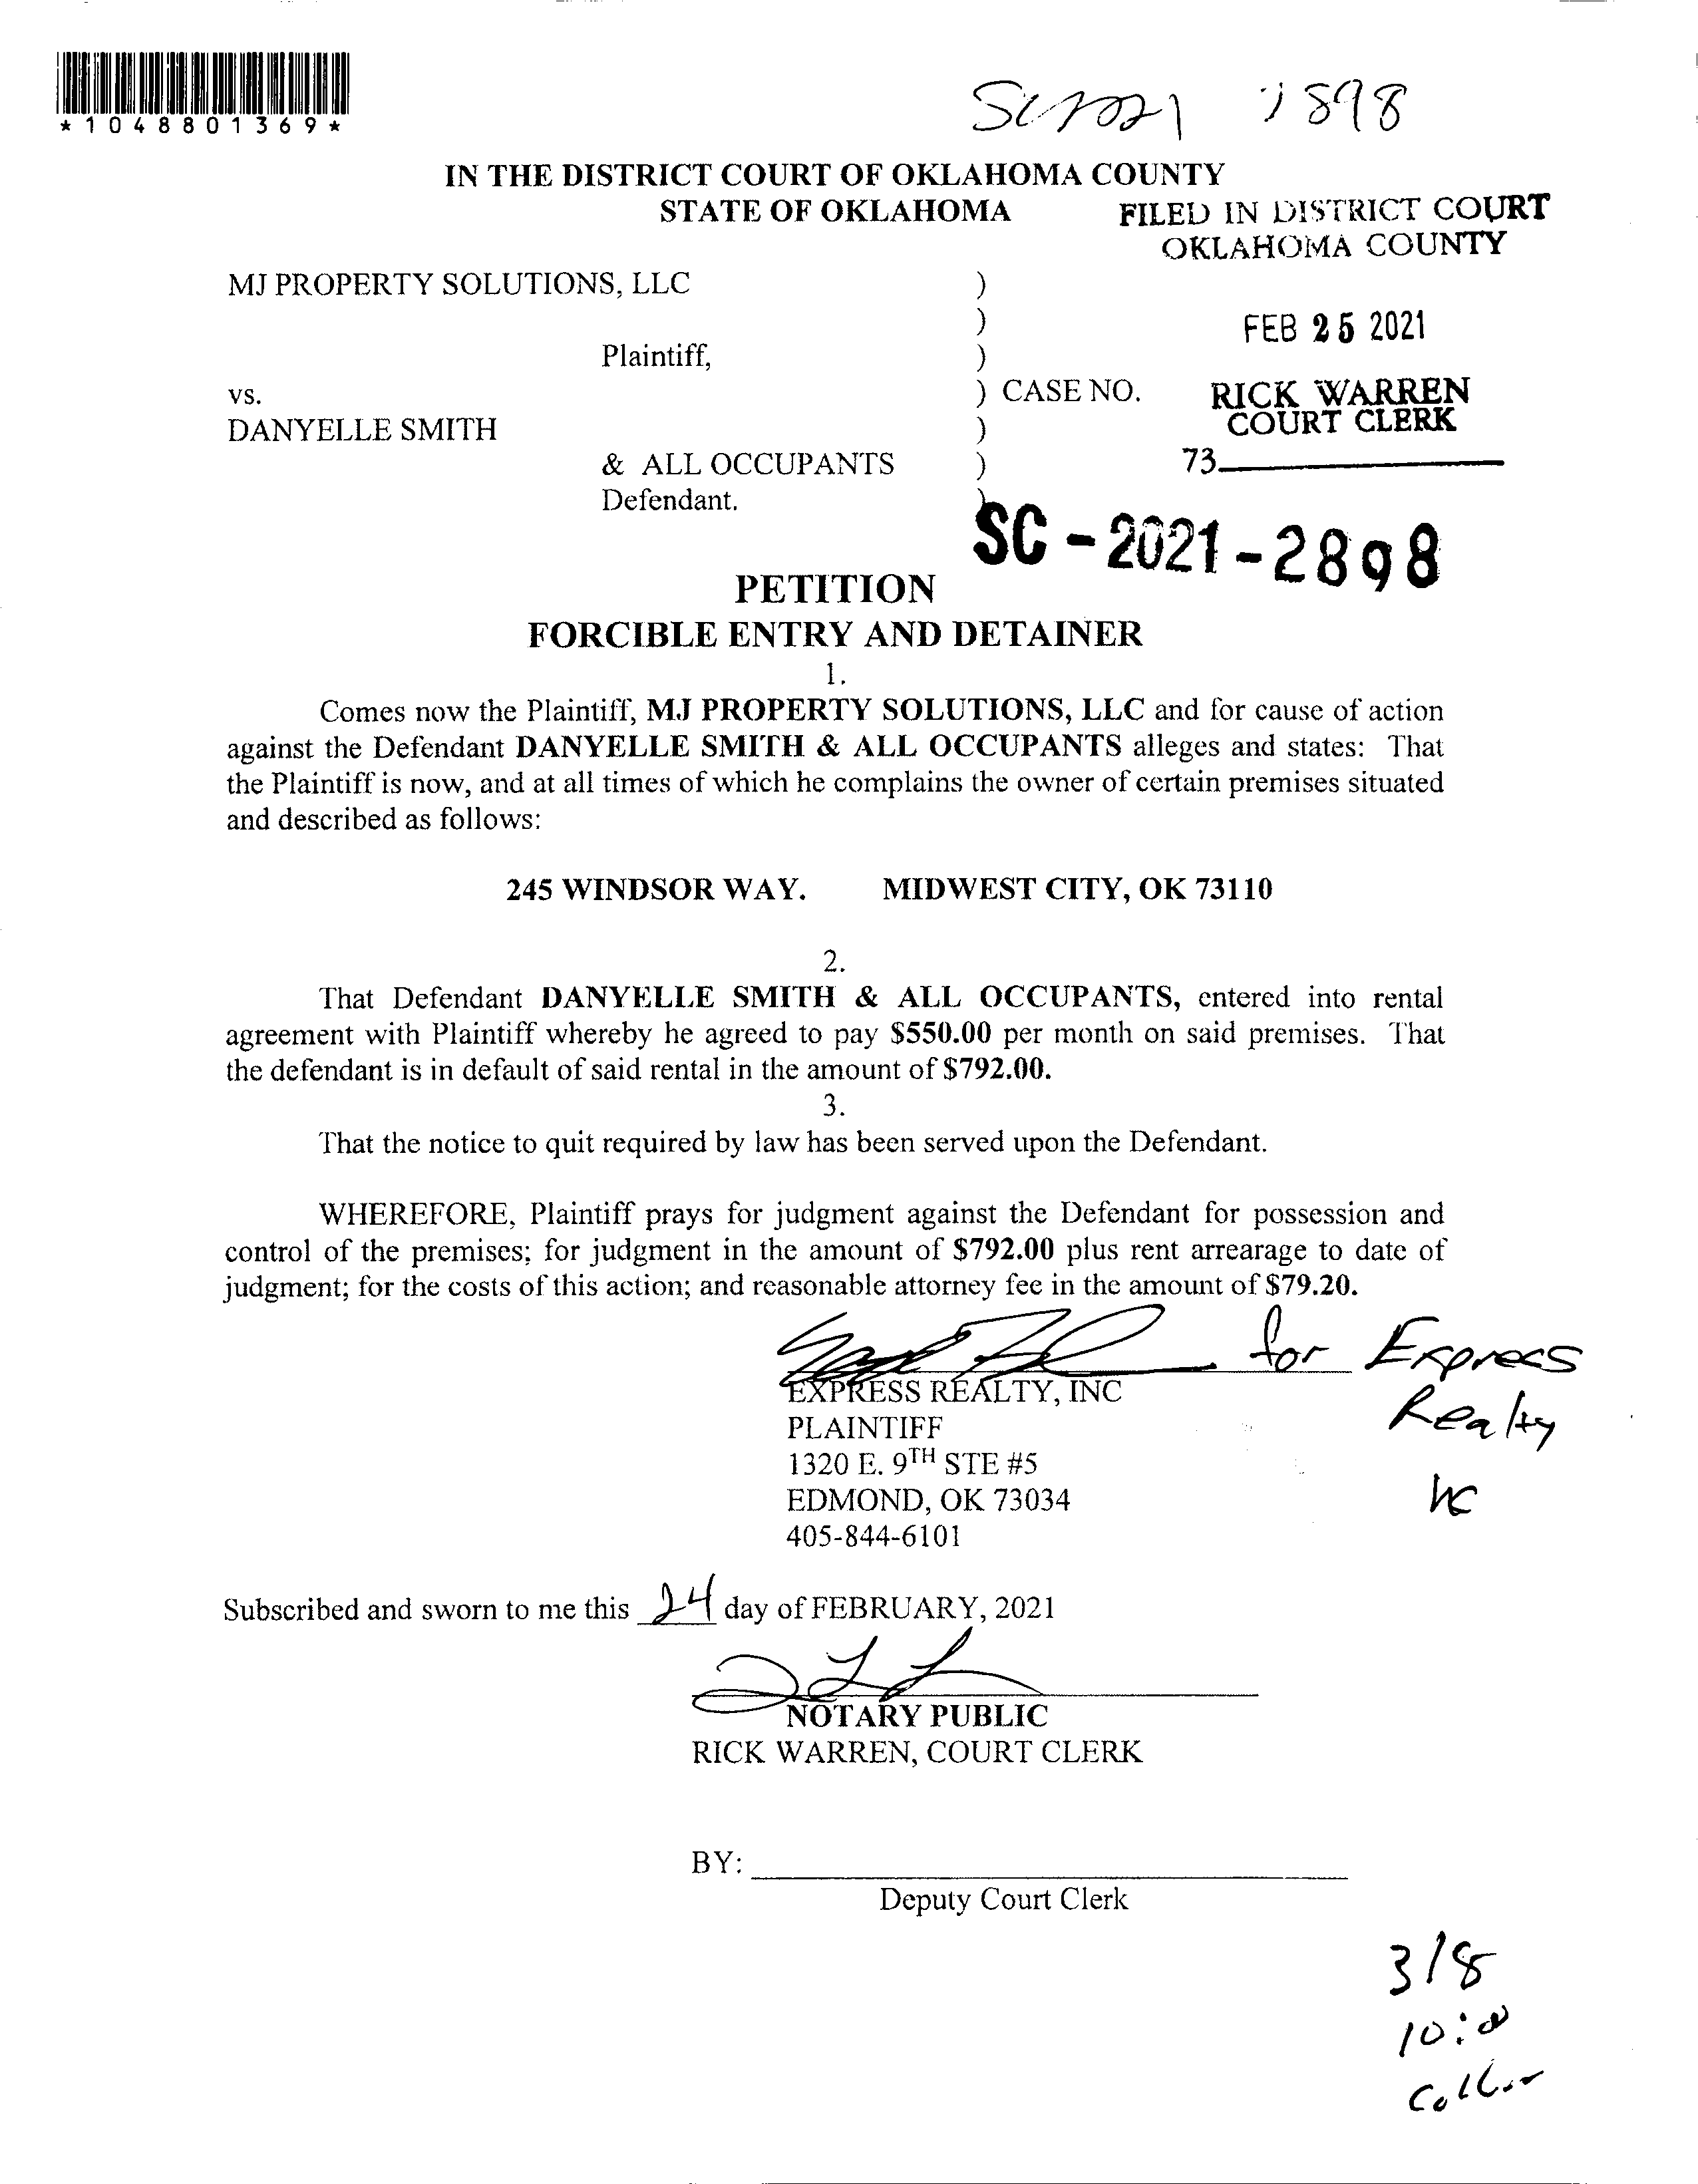 *1048801369*
IN THE DISTRICT COURT OF OKLAHOMA COUNTY
STATE OF OKLAHOMA
FILED IN DISTRICT COURT
OKLAHOMA COUNTY
FEB 25 2021
RICK WARREN
COURT CLERK
73
MJ PROPERTY SOLUTIONS, LLC )
)
Plaintiff, )
vs. ) CASE NO.
DANYELLE SMITH )
& ALL OCCUPANTS )
Defendant. )
SC-2021-2898
PETITION
FORCIBLE ENTRY AND DETAINER
1.
Comes now the Plaintiff, MJ PROPERTY SOLUTIONS, LLC and for cause of action
against the Defendant DANYELLE SMITH & ALL OCCUPANTS alleges and states: That
the Plaintiff is now, and at all times of which he complains the owner of certain premises situated
and described as follows:
245 WINDSOR WAY. MIDWEST CITY, OK 73110
2.
That Defendant DANYELLE SMITH & ALL OCCUPANTS, entered into rental
agreement with Plaintiff whereby he agreed to pay $550.00 per month on said premises. That
the defendant is in default of said rental in the amount of $792.00.
3.
That the notice to quit required by law has been served upon the Defendant.
WHEREFORE, Plaintiff prays for judgment against the Defendant for possession and
control of the premises; for judgment in the amount of $792.00 plus rent arrearage to date of
judgment; for the costs of this action; and reasonable attorney fee in the amount of $79.20.
for Express
Realty
EXPRESS REALTY, INC
PLAINTIFF
1320 E. 9TH STE #5
EDMOND, OK 73034
405-844-6101
Subscribed and sworn to me this 24 day of FEBRUARY, 2021
NOTARY PUBLIC
RICK WARREN, COURT CLERK
BY:
Deputy Court Clerk
3/8